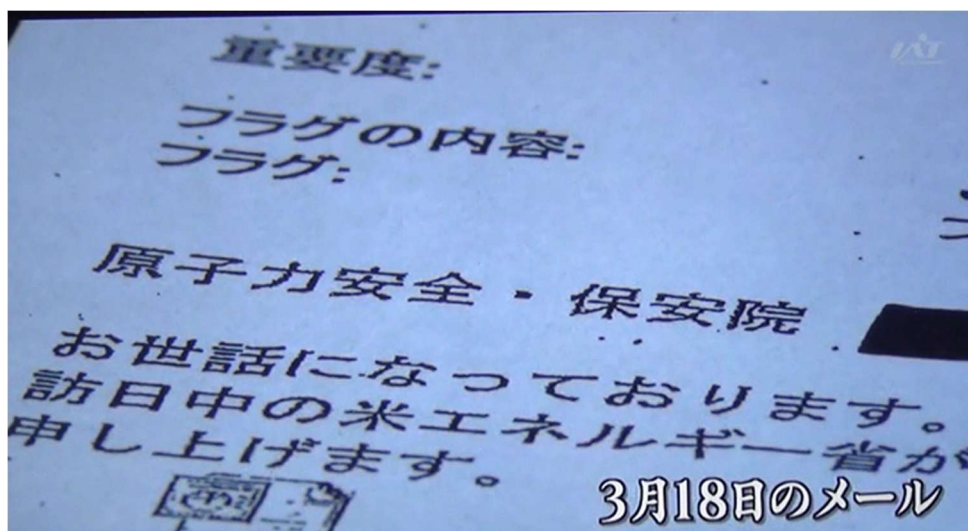 重要度:
フラグの内容:
フラグ:
原子力安全・保安院
お世話になっております。
訪日中の米エネルギー省が
申し上げます。
3月18日のメール